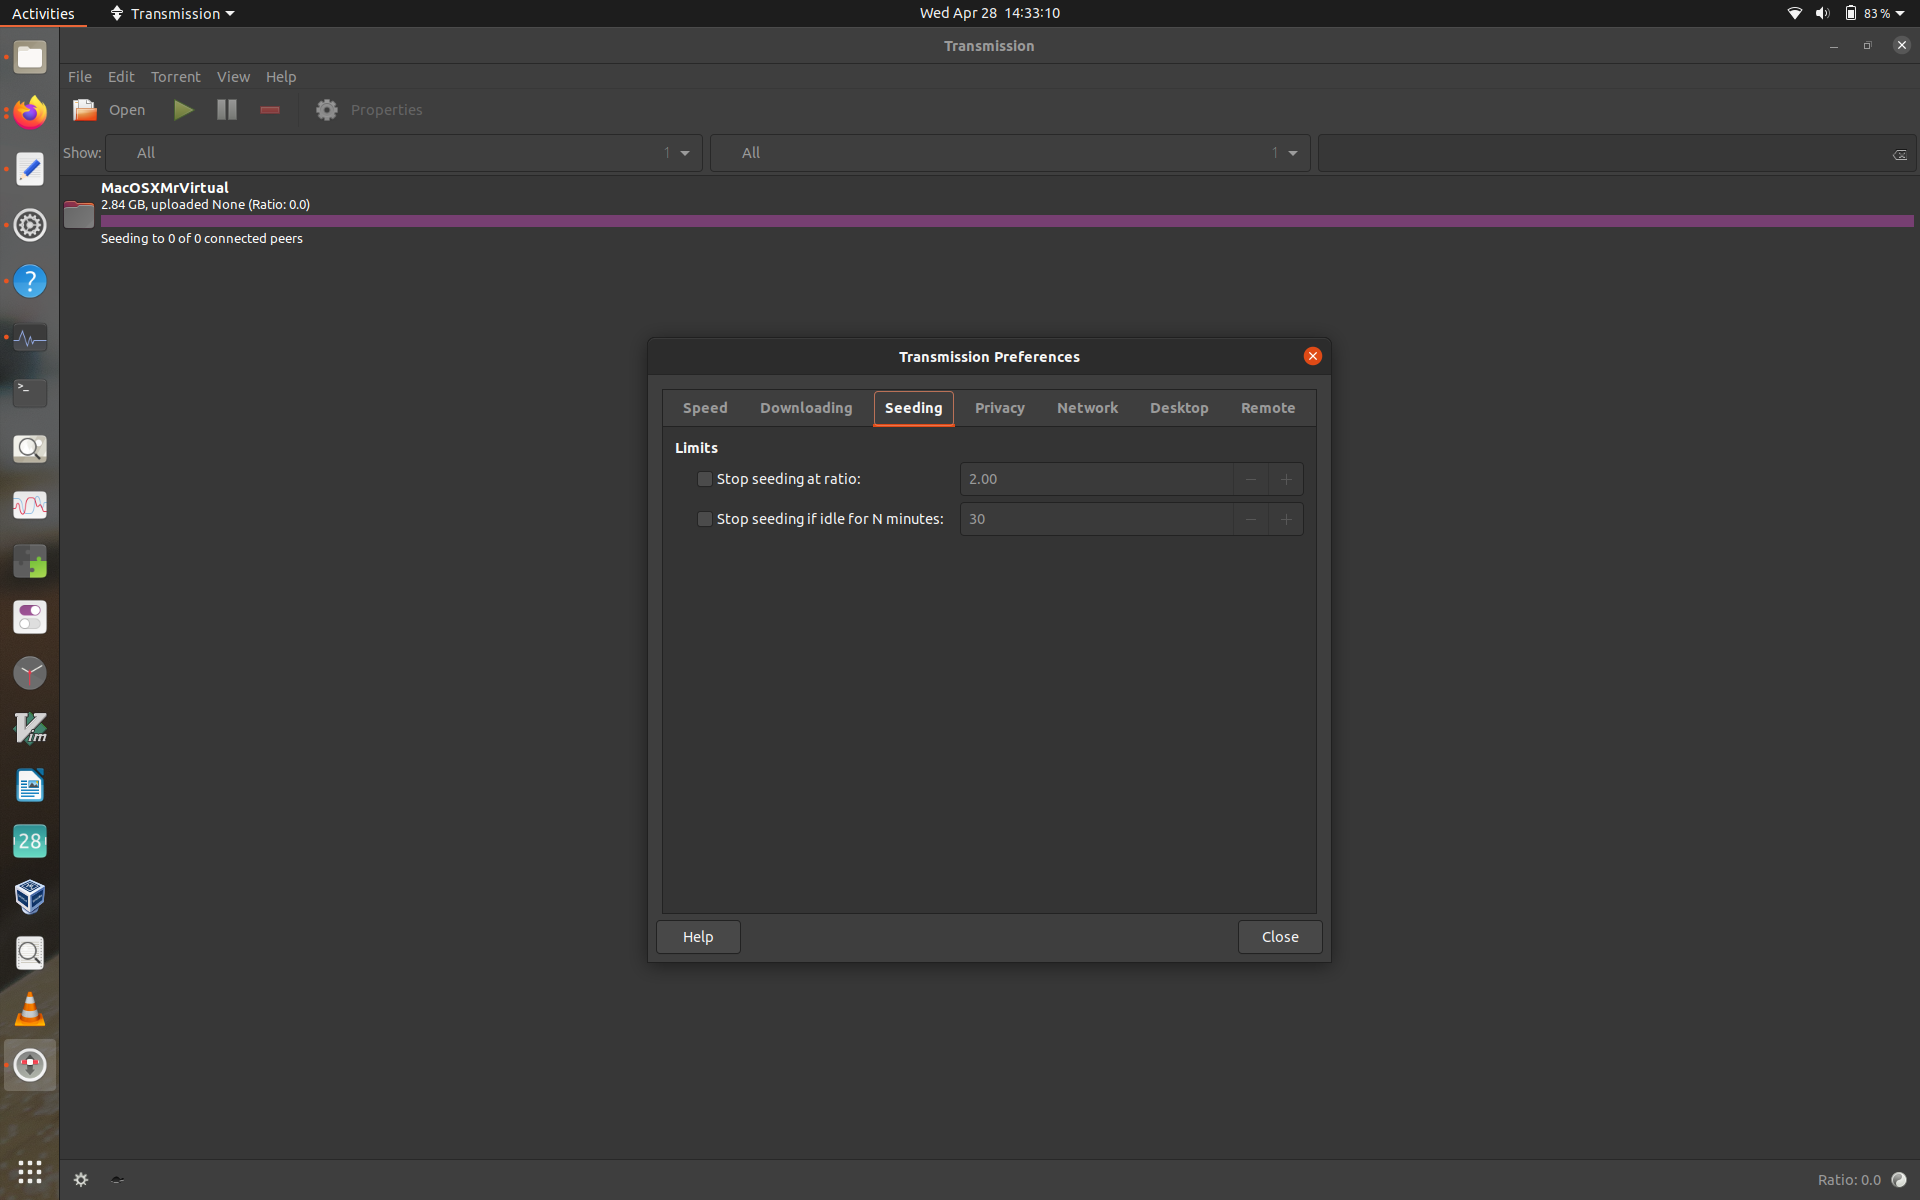 Activities
Transmission
Wed Apr 28 14:33:10
83 %
Transmission
File Edit Torrent View Help
Open
Properties
Show: All 1 All 1
MacOSXMrVirtual
2.84 GB, uploaded None (Ratio: 0.0)
Seeding to 0 of 0 connected peers
Transmission Preferences
Speed Downloading Seeding Privacy Network Desktop Remote
Limits
Stop seeding at ratio: 2.00
Stop seeding if idle for N minutes: 30
Help
Close
Vim
28
Ratio: 0.0